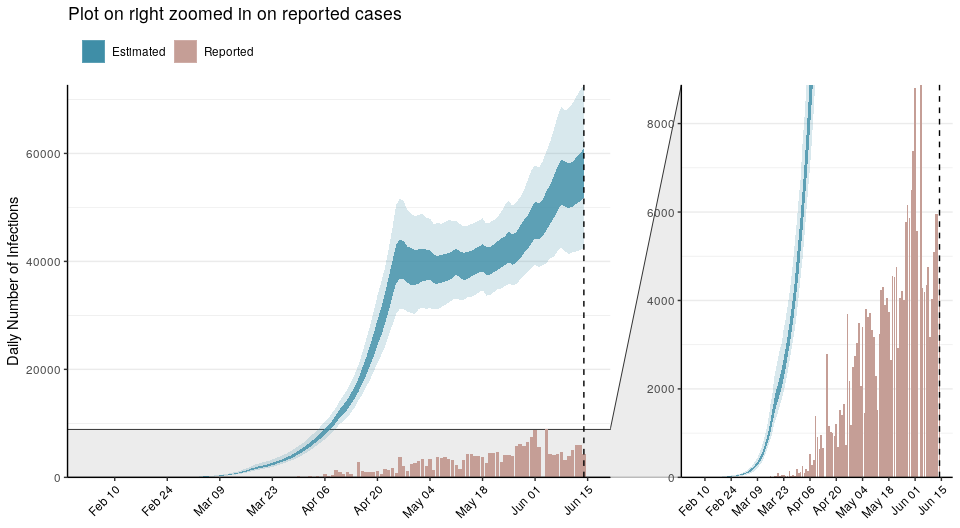 Plot on right zoomed in on reported cases
Estimated Reported
Daily Number of Infections
60000
40000
20000
0
Feb 10 Feb 24 Mar 09 Mar 23 Apr 06 Apr 20 May 04 May 18 Jun 01 Jun 15
8000
6000
4000
2000
0
Feb 10 Feb 24 Mar 09 Mar 23 Apr 06 Apr 20 May 04 May 18 Jun 01 Jun 15